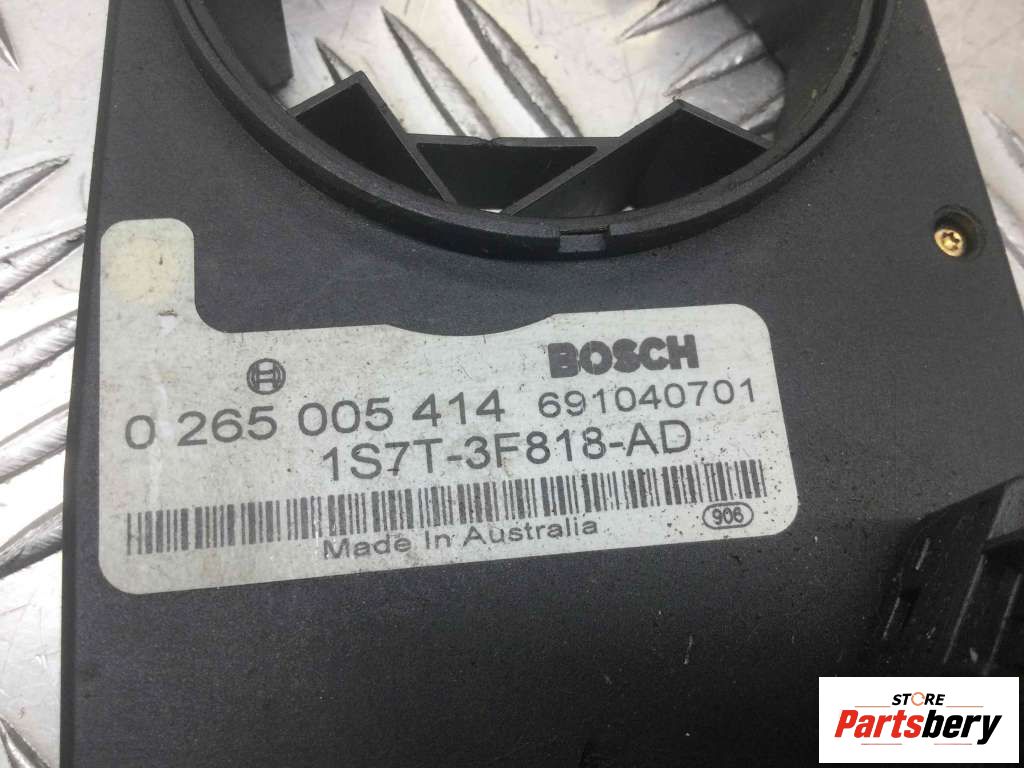 BOSCH
0 265 005 414 691040701
1S7T-3F818-AD
906
Made In Australia
STORE
Partsbery